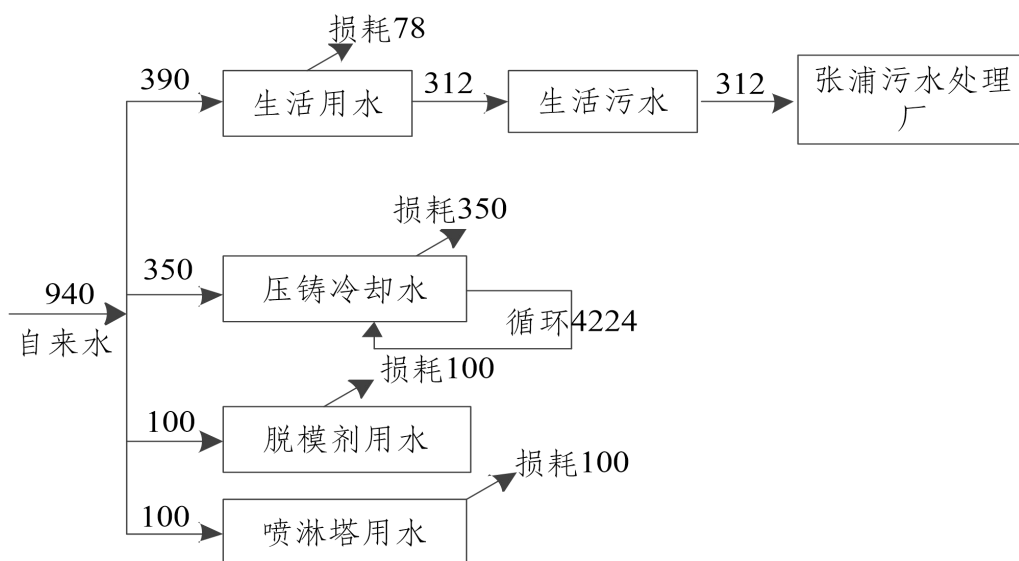 损耗78
390
生活用水
312
生活污水
312
张浦污水处理
厂
损耗350
350
压铸冷却水
940
自来水
循环4224
损耗100
100
脱模剂用水
损耗100
100
喷淋塔用水